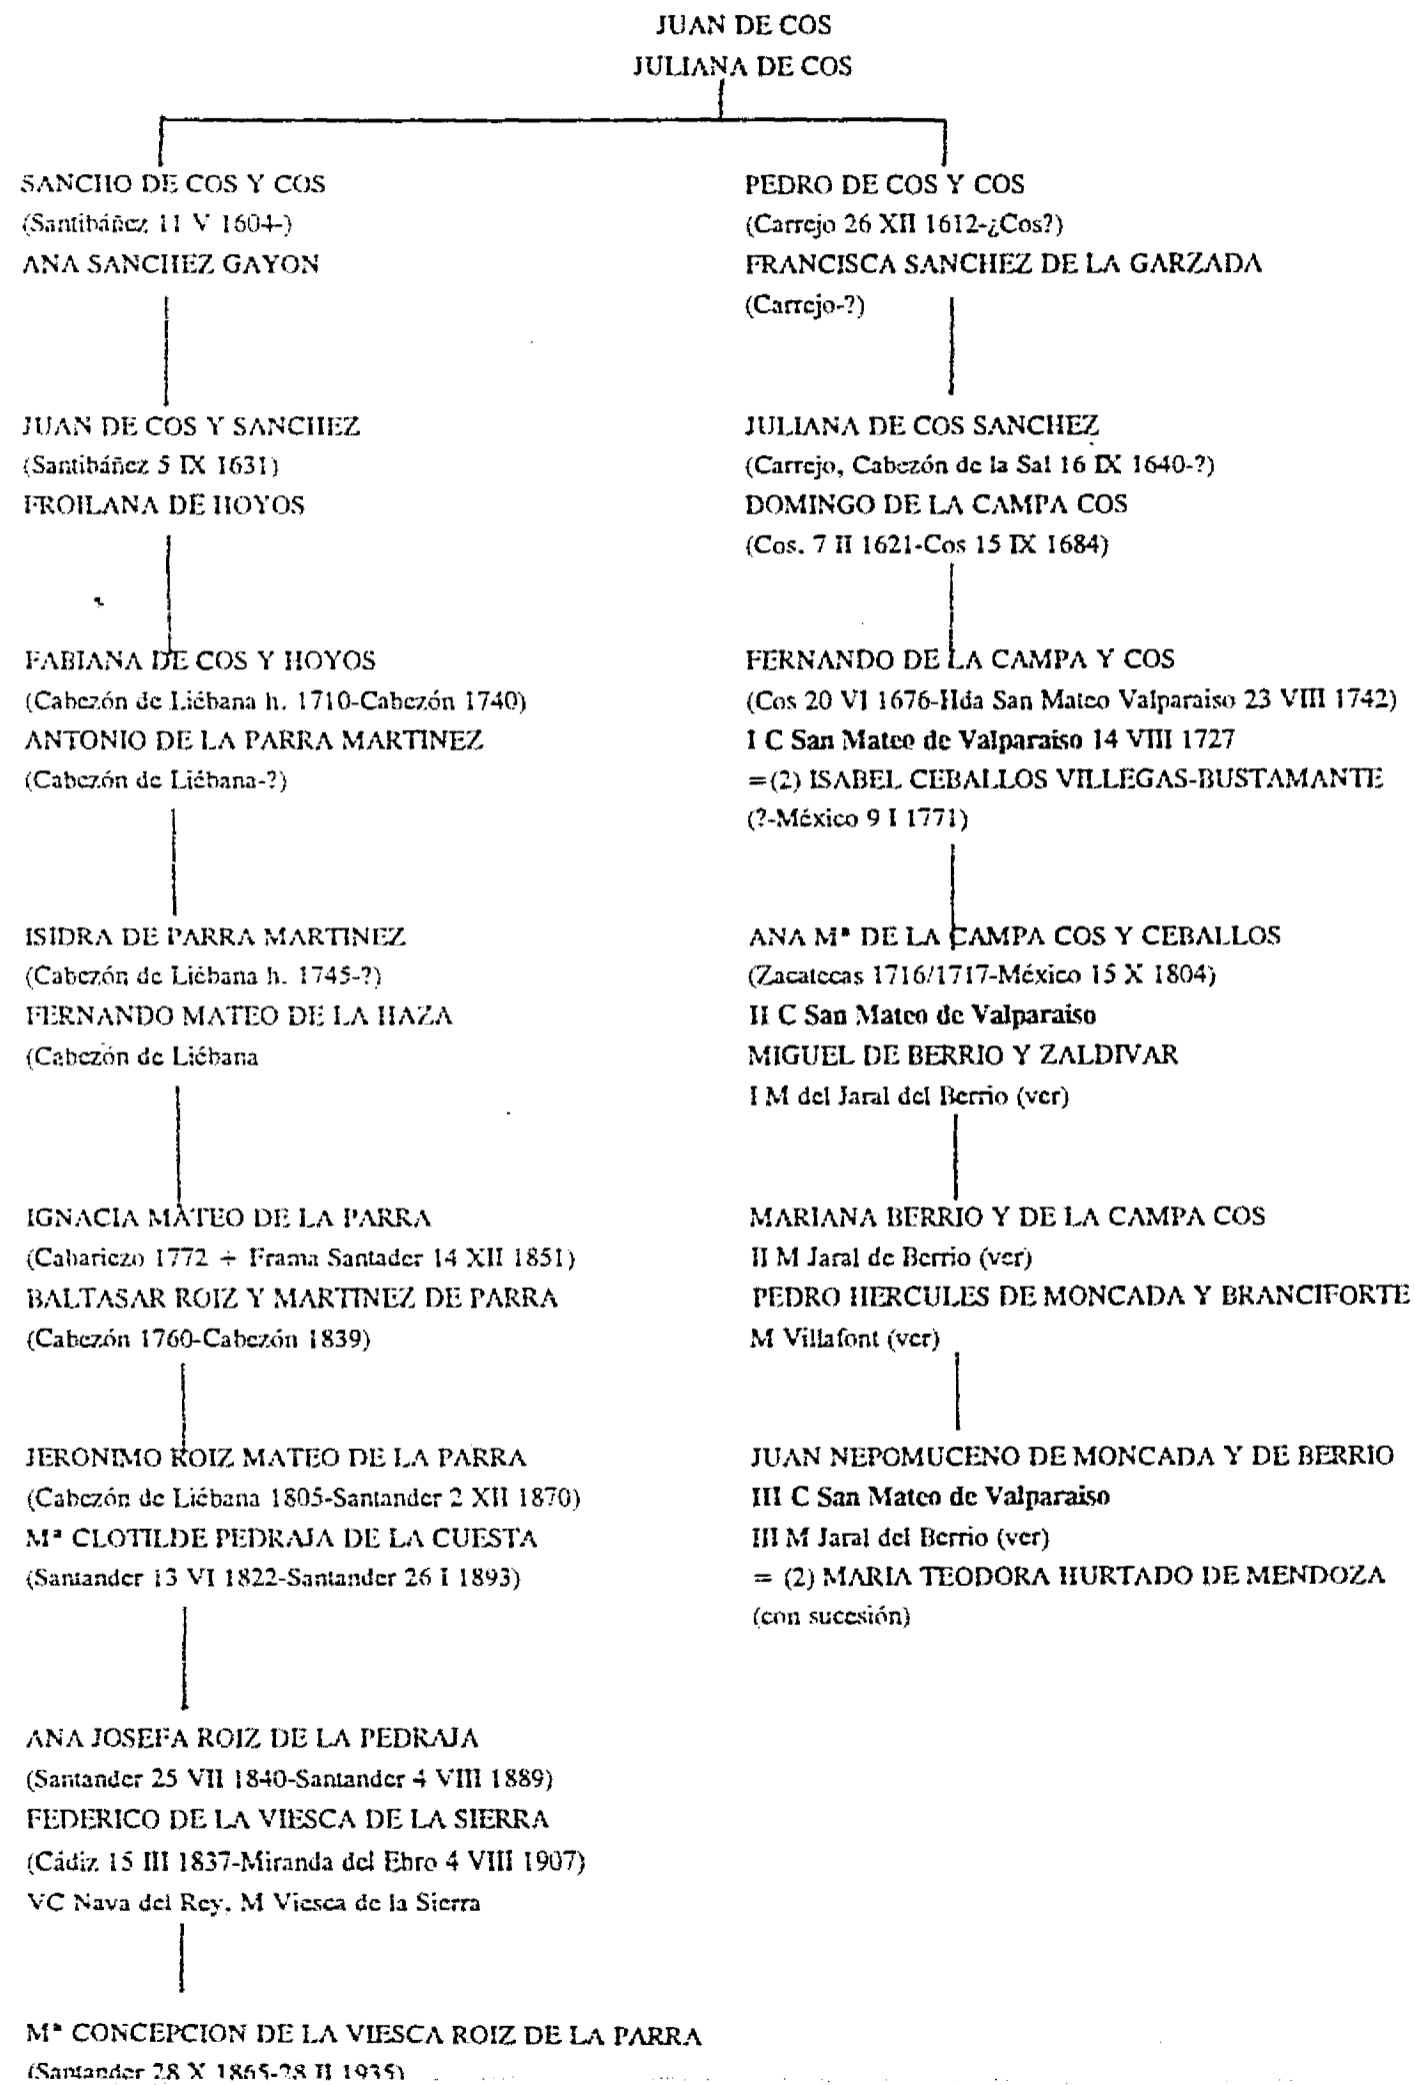 JUAN DE COS
JULIANA DE COS
SANCHO DE COS Y COS
(Santibáñez 11 V 1604-)
ANA SANCHEZ GAYON
JUAN DE COS Y SANCHEZ
(Santibáñez 5 IX 1631)
FROILANA DE HOYOS
FABIANA DE COS Y HOYOS
(Cabezón de Liébana h. 1710-Cabezón 1740)
ANTONIO DE LA PARRA MARTINEZ
(Cabezón de Liébana-?)
ISIDRA DE PARRA MARTINEZ
(Cabezón de Liébana h. 1745-?)
FERNANDO MATEO DE LA HAZA
(Cabezón de Liébana
IGNACIA MATEO DE LA PARRA
(Cabariezo 1772 ÷ Frama Santader 14 XII 1851)
BALTASAR ROIZ Y MARTINEZ DE PARRA
(Cabezón 1760-Cabezón 1839)
JERONIMO ROIZ MATEO DE LA PARRA
(Cabezón de Liébana 1805-Santander 2 XII 1870)
Mª CLOTILDE PEDRAJA DE LA CUESTA
(Santander 13 VI 1822-Santander 26 I 1893)
ANA JOSEFA ROIZ DE LA PEDRAJA
(Santander 25 VII 1840-Santander 4 VIII 1889)
FEDERICO DE LA VIESCA DE LA SIERRA
(Cádiz 15 III 1837-Miranda del Ebro 4 VIII 1907)
VC Nava del Rey. M Viesca de la Sierra
Mª CONCEPCION DE LA VIESCA ROIZ DE LA PARRA
(Santander 28 X 1865-28 II 1935)
PEDRO DE COS Y COS
(Carrejo 26 XII 1612-¿Cos?)
FRANCISCA SANCHEZ DE LA GARZADA
(Carrejo-?)
JULIANA DE COS SANCHEZ
(Carrejo, Cabezón de la Sal 16 IX 1640-?)
DOMINGO DE LA CAMPA COS
(Cos. 7 II 1621-Cos 15 IX 1684)
FERNANDO DE LA CAMPA Y COS
(Cos 20 VI 1676-Hda San Mateo Valparaiso 23 VIII 1742)
I C San Mateo de Valparaiso 14 VIII 1727
=(2) ISABEL CEBALLOS VILLEGAS-BUSTAMANTE
(?-México 9 I 1771)
ANA Mª DE LA CAMPA COS Y CEBALLOS
(Zacatecas 1716/1717-México 15 X 1804)
II C San Mateo de Valparaiso
MIGUEL DE BERRIO Y ZALDIVAR
I M del Jaral del Berrio (ver)
MARIANA BERRIO Y DE LA CAMPA COS
II M Jaral de Berrio (ver)
PEDRO HERCULES DE MONCADA Y BRANCIFORTE
M Villafont (ver)
JUAN NEPOMUCENO DE MONCADA Y DE BERRIO
III C San Mateo de Valparaiso
III M Jaral del Berrio (ver)
= (2) MARIA TEODORA HURTADO DE MENDOZA
(con sucesión)